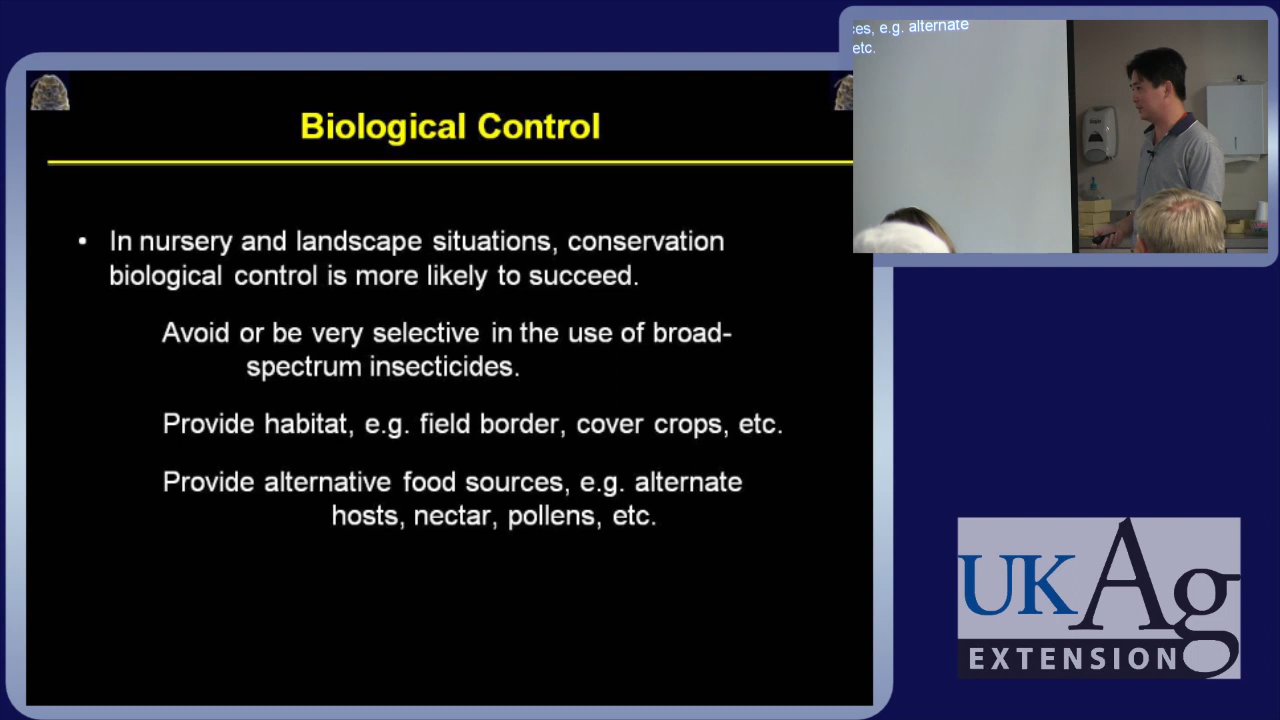 Biological Control
• In nursery and landscape situations, conservation
biological control is more likely to succeed.
Avoid or be very selective in the use of broad-
spectrum insecticides.
Provide habitat, e.g. field border, cover crops, etc.
Provide alternative food sources, e.g. alternate
hosts, nectar, pollens, etc.
e.g. alternate
etc.
UKAg
EXTENSION